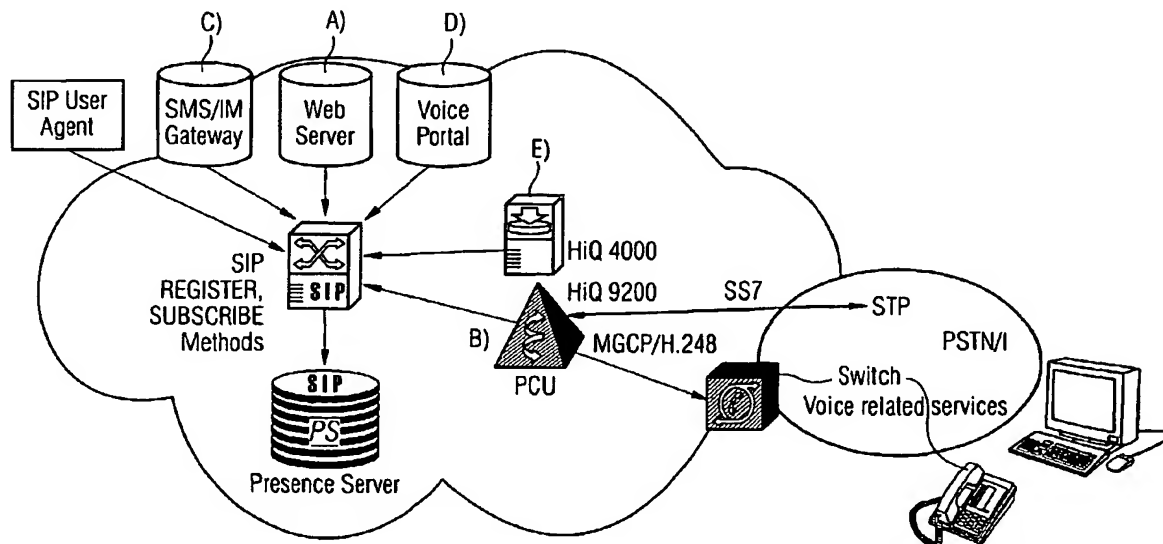 C)
A)
D)
SIP User
Agent
SMS/IM
Gateway
Web
Server
Voice
Portal
E)
HiQ 4000
SIP
REGISTER,
SUBSCRIBE
Methods
SIP
HiQ 9200
SS7
STP
B)
MGCP/H.248
PSTN/I
PCU
Switch
Voice related services
SIP
PS
Presence Server